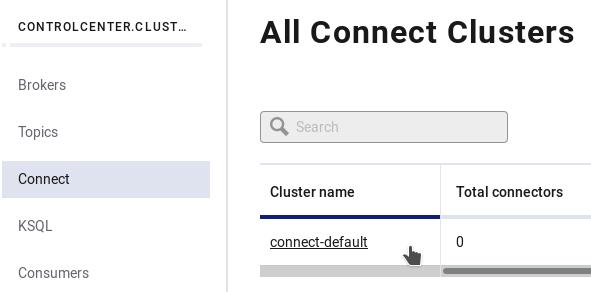 CONTROLCENTER.CLUST...
Brokers
Topics
Connect
KSQL
Consumers
All Connect Clusters
Search
Cluster name Total connectors
connect-default 0